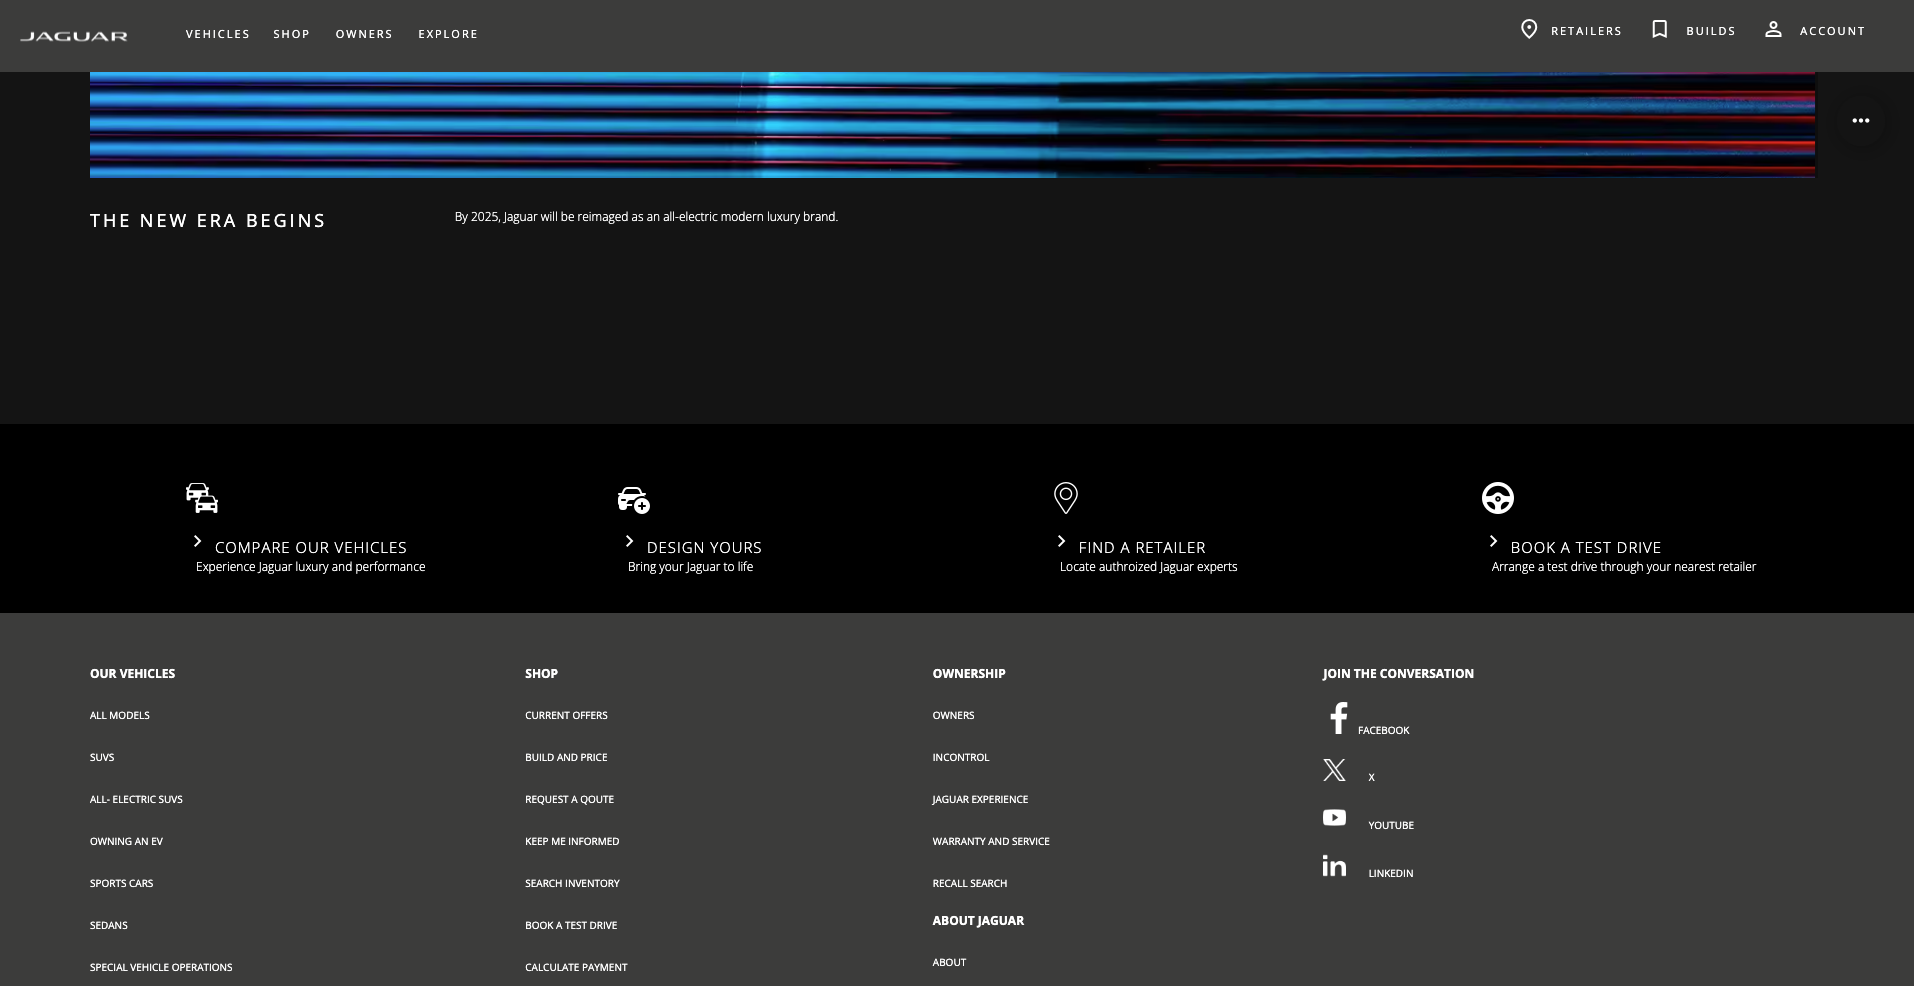 JAGUAR
VEHICLES SHOP OWNERS EXPLORE
RETAILERS BUILDS ACCOUNT
THE NEW ERA BEGINS
By 2025, Jaguar will be reimaged as an all-electric modern luxury brand.
COMPARE OUR VEHICLES
Experience Jaguar luxury and performance
DESIGN YOURS
Bring your Jaguar to life
FIND A RETAILER
Locate authroized Jaguar experts
BOOK A TEST DRIVE
Arrange a test drive through your nearest retailer
OUR VEHICLES
ALL MODELS
SUVS
ALL- ELECTRIC SUVS
OWNING AN EV
SPORTS CARS
SEDANS
SPECIAL VEHICLE OPERATIONS
SHOP
CURRENT OFFERS
BUILD AND PRICE
REQUEST A QOUTE
KEEP ME INFORMED
SEARCH INVENTORY
BOOK A TEST DRIVE
CALCULATE PAYMENT
OWNERSHIP
OWNERS
INCONTROL
JAGUAR EXPERIENCE
WARRANTY AND SERVICE
RECALL SEARCH
ABOUT JAGUAR
ABOUT
JOIN THE CONVERSATION
FACEBOOK
X
YOUTUBE
LINKEDIN